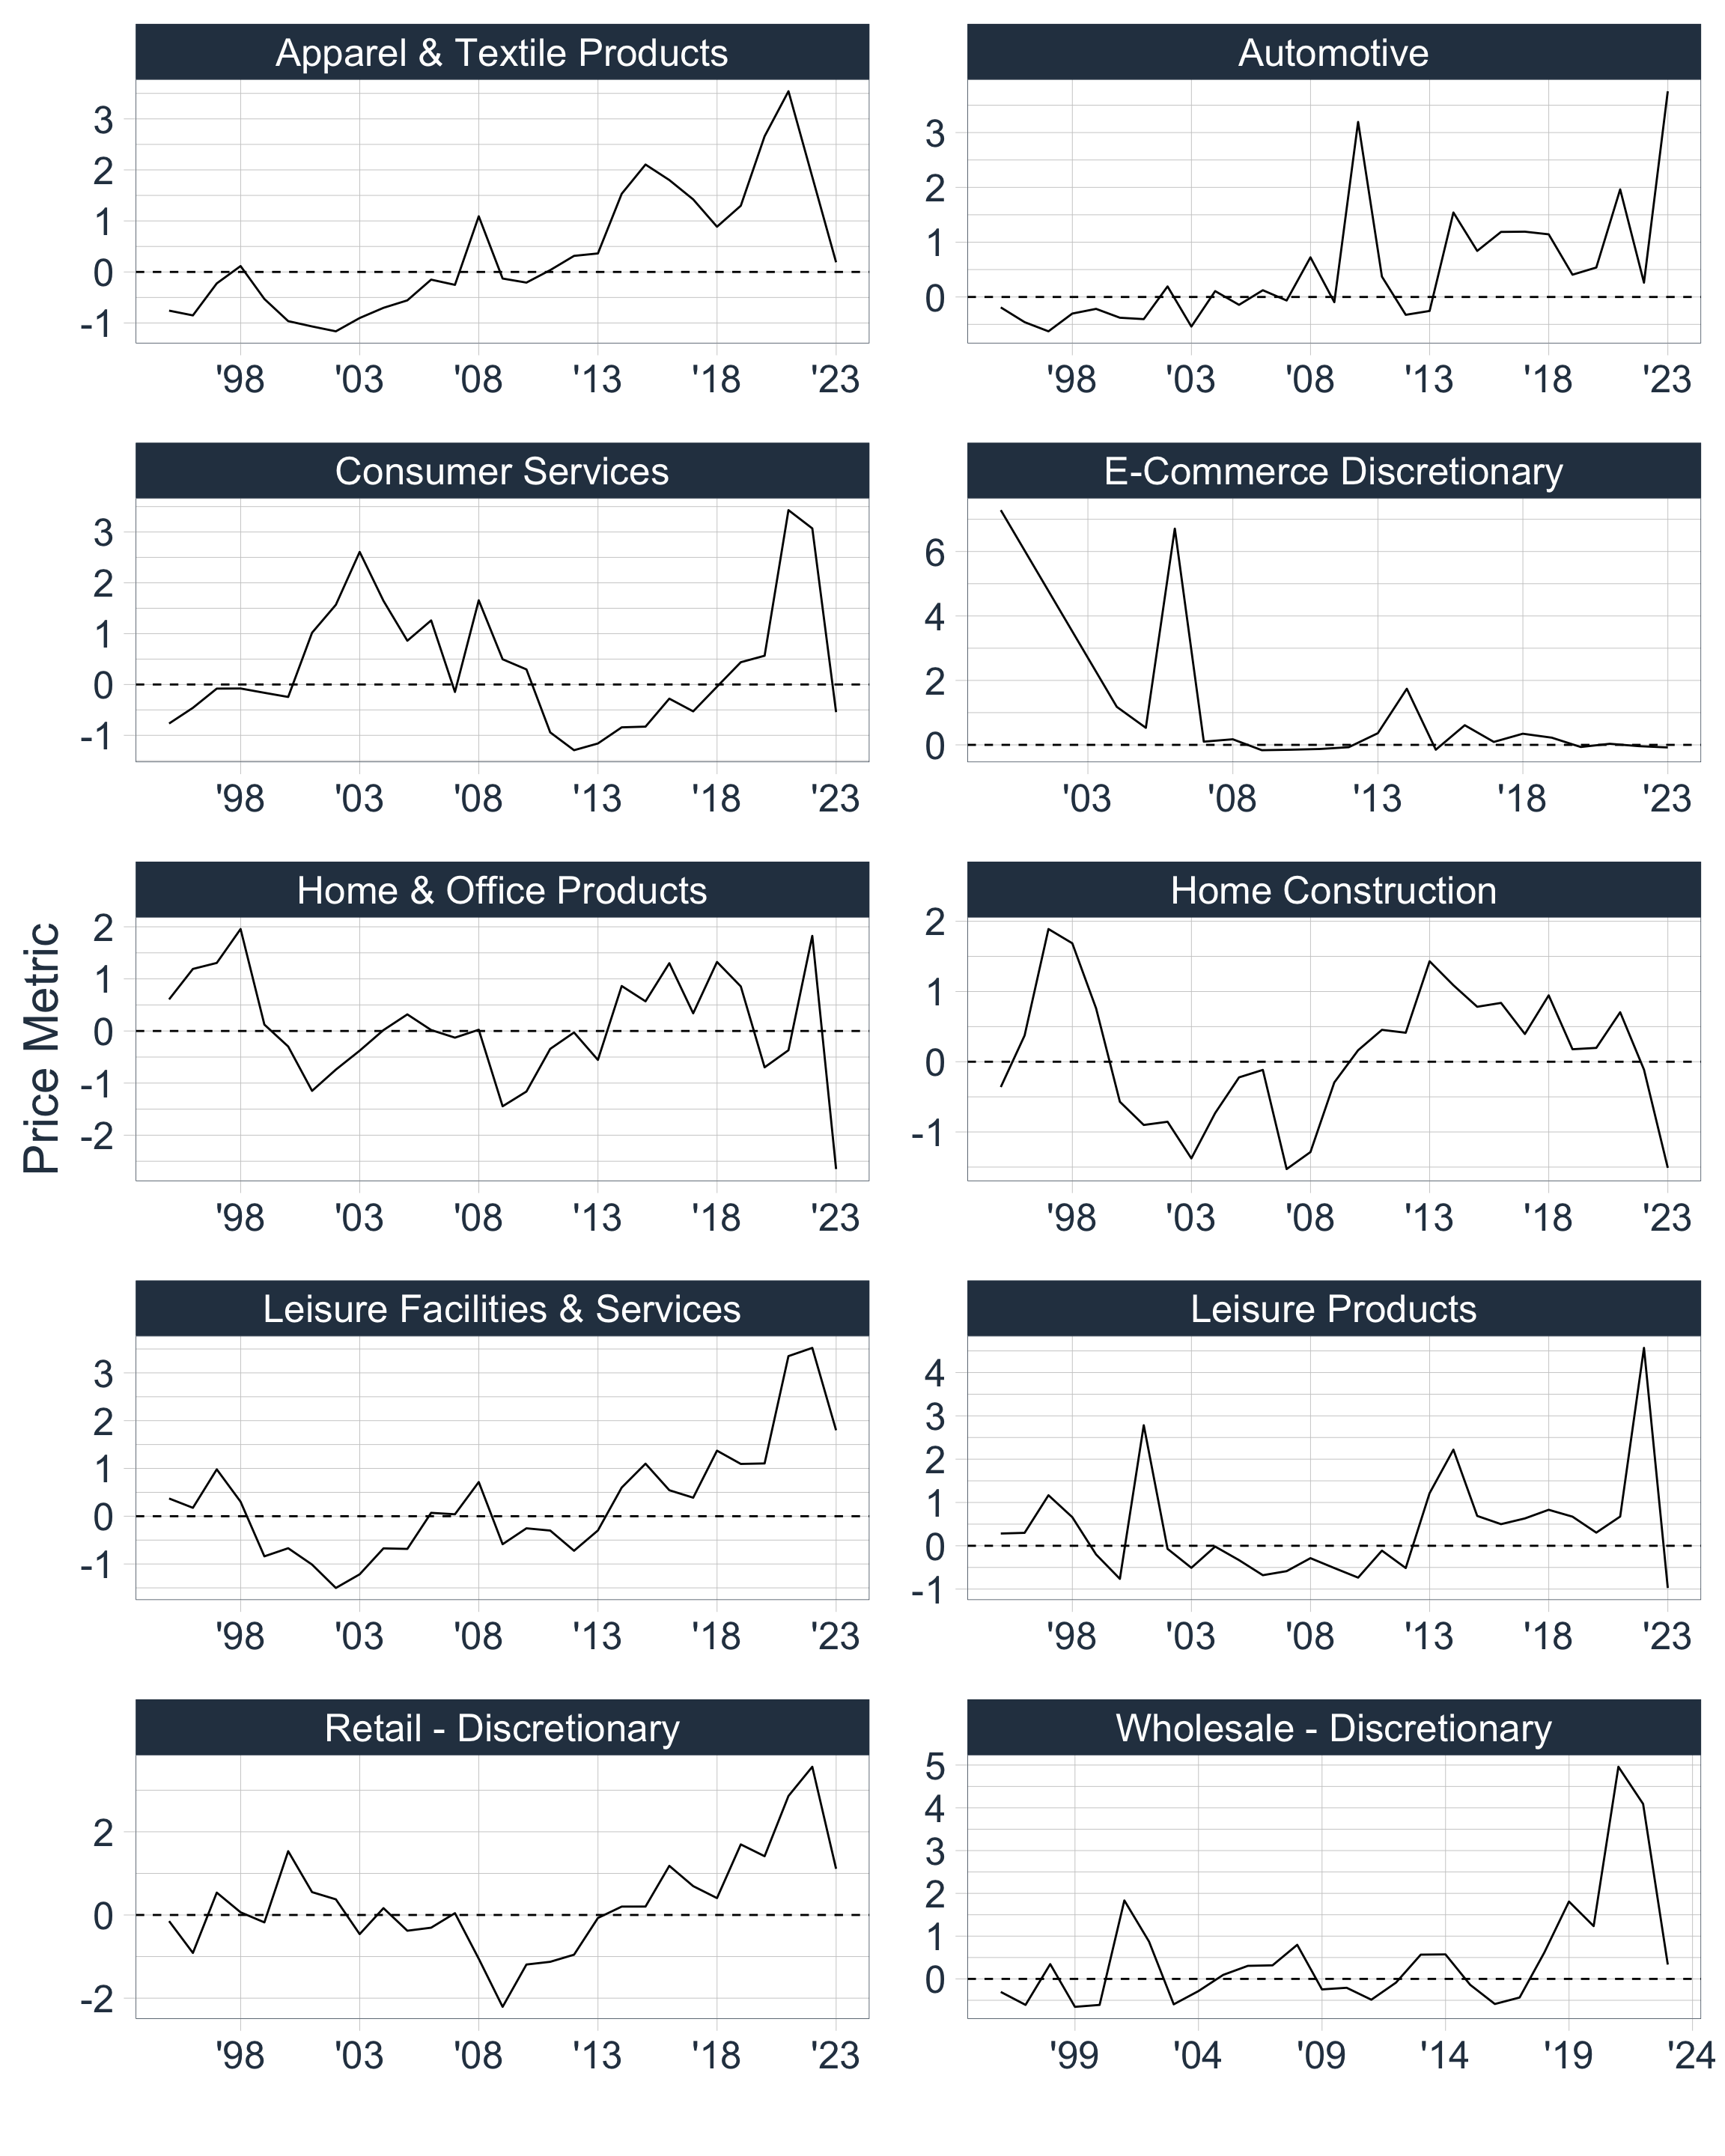 Apparel & Textile Products
3
2
1
0
-1
'98 '03 '08 '13 '18 '23
Automotive
3
2
1
0
'98 '03 '08 '13 '18 '23
Consumer Services
3
2
1
0
-1
'98 '03 '08 '13 '18 '23
E-Commerce Discretionary
6
4
2
0
'03 '08 '13 '18 '23
Price Metric
Home & Office Products
2
1
0
-1
-2
'98 '03 '08 '13 '18 '23
Home Construction
2
1
0
-1
'98 '03 '08 '13 '18 '23
Leisure Facilities & Services
3
2
1
0
-1
'98 '03 '08 '13 '18 '23
Leisure Products
4
3
2
1
0
-1
'98 '03 '08 '13 '18 '23
Retail - Discretionary
2
0
-2
'98 '03 '08 '13 '18 '23
Wholesale - Discretionary
5
4
3
2
1
0
'99 '04 '09 '14 '19 '24